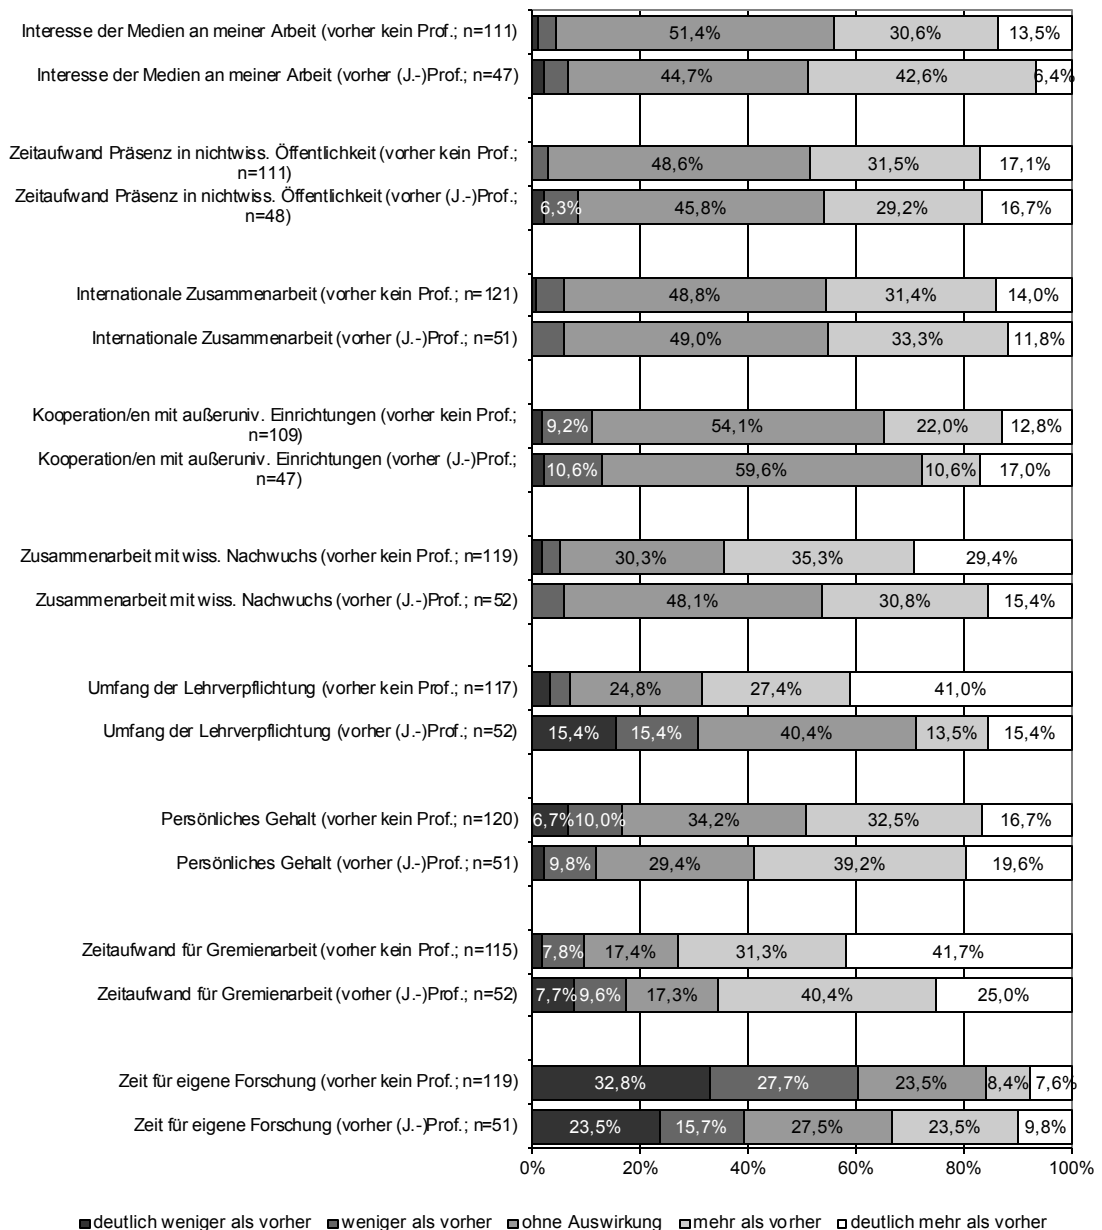 Interesse der Medien an meiner Arbeit (vorher kein Prof.; n=111) 51,4% 30,6% 13,5%
Interesse der Medien an meiner Arbeit (vorher (J.-)Prof.; n=47) 44,7% 42,6% 6,4%
Zeitaufwand Präsenz in nichtwiss. Öffentlichkeit (vorher kein Prof.;
n=111) 48,6% 31,5% 17,1%
Zeitaufwand Präsenz in nichtwiss. Öffentlichkeit (vorher (J.-)Prof.;
n=48) 6,3% 45,8% 29,2% 16,7%
Internationale Zusammenarbeit (vorher kein Prof.; n=121) 48,8% 31,4% 14,0%
Internationale Zusammenarbeit (vorher (J.-)Prof.; n=51) 49,0% 33,3% 11,8%
Kooperation/en mit außeruniv. Einrichtungen (vorher kein Prof.;
n=109) 9,2% 54,1% 22,0% 12,8%
Kooperation/en mit außeruniv. Einrichtungen (vorher (J.-)Prof.;
n=47) 10,6% 59,6% 10,6% 17,0%
Zusammenarbeit mit wiss. Nachwuchs (vorher kein Prof.; n=119) 30,3% 35,3% 29,4%
Zusammenarbeit mit wiss. Nachwuchs (vorher (J.-)Prof.; n=52) 48,1% 30,8% 15,4%
Umfang der Lehrverpflichtung (vorher kein Prof.; n=117) 24,8% 27,4% 41,0%
Umfang der Lehrverpflichtung (vorher (J.-)Prof.; n=52) 15,4% 15,4% 40,4% 13,5% 15,4%
Persönliches Gehalt (vorher kein Prof.; n=120) 6,7% 10,0% 34,2% 32,5% 16,7%
Persönliches Gehalt (vorher (J.-)Prof.; n=51) 9,8% 29,4% 39,2% 19,6%
Zeitaufwand für Gremienarbeit (vorher kein Prof.; n=115) 7,8% 17,4% 31,3% 41,7%
Zeitaufwand für Gremienarbeit (vorher (J.-)Prof.; n=52) 7,7% 9,6% 17,3% 40,4% 25,0%
Zeit für eigene Forschung (vorher kein Prof.; n=119) 32,8% 27,7% 23,5% 8,4% 7,6%
Zeit für eigene Forschung (vorher (J.-)Prof.; n=51) 23,5% 15,7% 27,5% 23,5% 9,8%
0% 20% 40% 60% 80% 100%
deutlich weniger als vorher weniger als vorher ohne Auswirkung mehr als vorher deutlich mehr als vorher